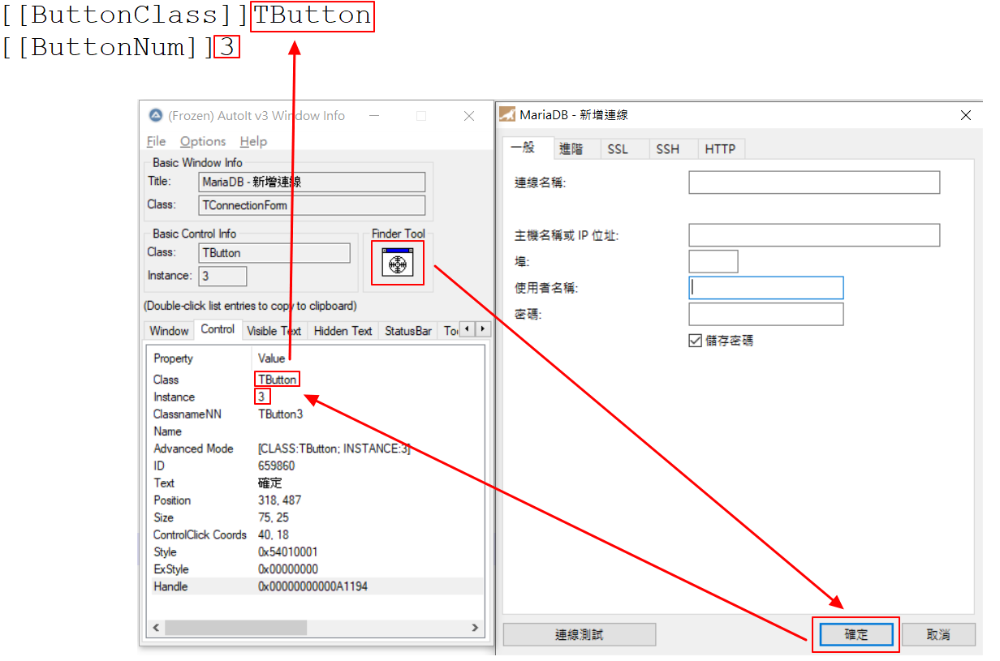 [[ButtonClass]]TButton
[[ButtonNum]]3
(Frozen) AutoIt v3 Window Info
File Options Help
Basic Window Info
Title: MariaDB - 新增連線
Class: TConnectionForm
Basic Control Info
Class: TButton
Instance: 3
Finder Tool
(Double-click list entries to copy to clipboard)
Window Control Visible Text Hidden Text StatusBar
Property Value
Class TButton
Instance 3
ClassnameNN TButton3
Name
Advanced Mode [CLASS:TButton; INSTANCE:3]
ID 659860
Text 確定
Position 318, 487
Size 75, 25
ControlClick Coords 40, 18
Style 0x54010001
ExStyle 0x00000000
Handle 0x00000000000A1194
MariaDB - 新增連線
一般 進階 SSL SSH HTTP
連線名稱:
主機名稱或 IP 位址:
埠:
使用者名稱:
密碼:
儲存密碼
連線測試 確定 取消